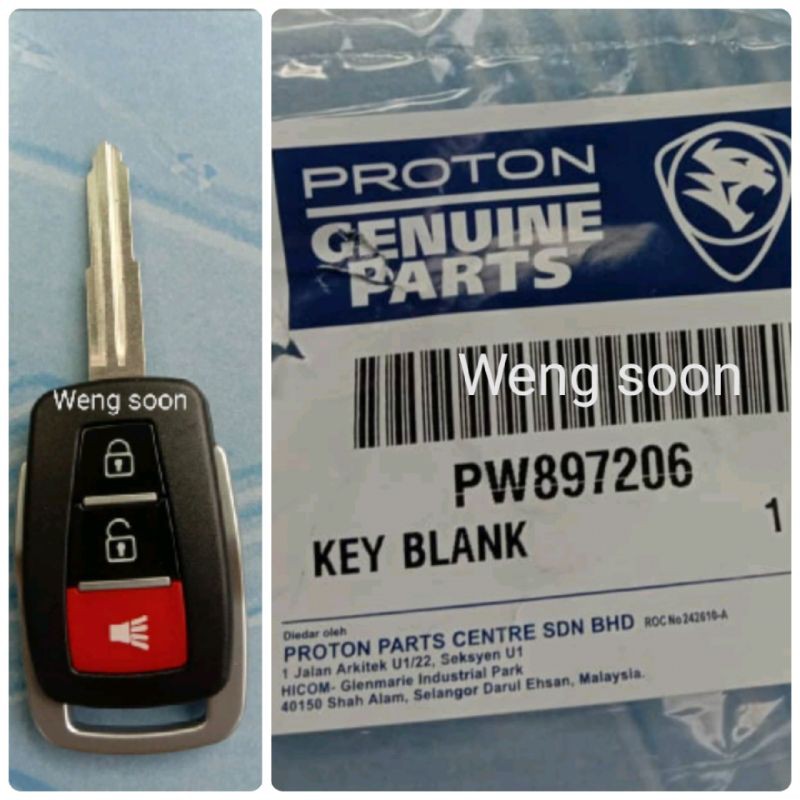 Weng soon
PROTON
GENUINE
PARTS
Weng soon
PW897206
KEY BLANK
1
Diedar oleh
PROTON PARTS CENTRE SDN BHD ROC No 242610-A
1 Jalan Arkitek U1/22, Seksyen U1
HICOM- Glenmarie Industrial Park
40150 Shah Alam, Selangor Darul Ehsan, Malaysia.